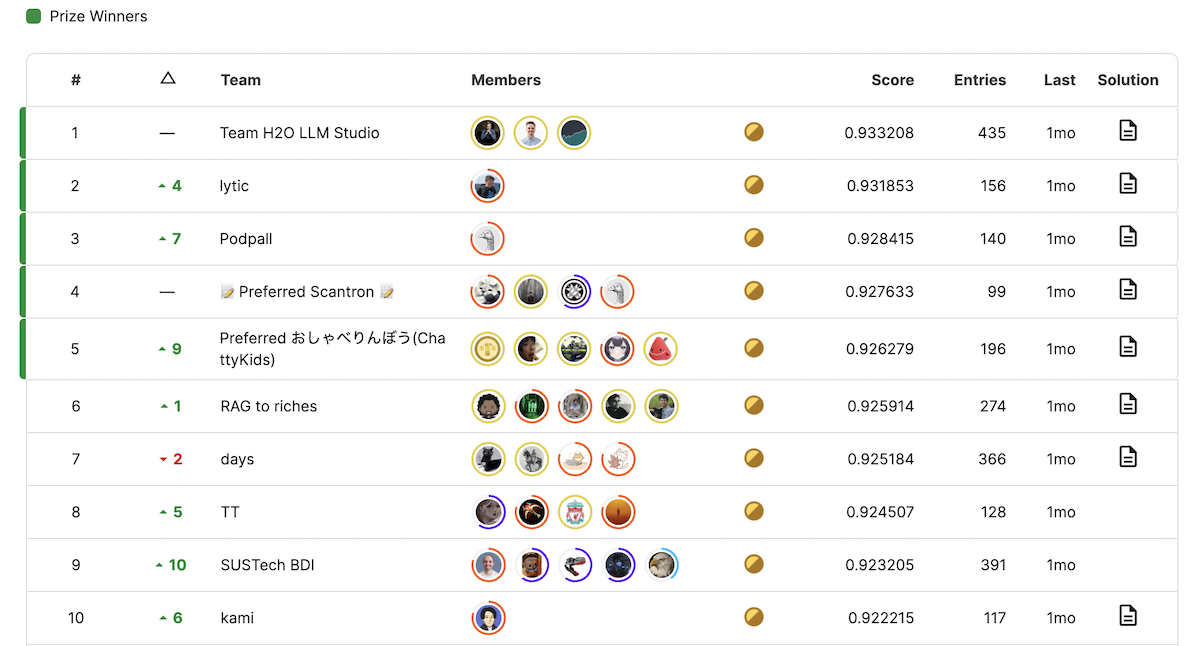 Prize Winners
# △ Team Members Score Entries Last Solution
1 — Team H2O LLM Studio 0.933208 435 1mo
2 4 lytic 0.931853 156 1mo
3 7 Podpall 0.928415 140 1mo
4 — 📝 Preferred Scantron 📝 0.927633 99 1mo
5 9 Preferred おしゃべりんぼう(Cha 0.926279 196 1mo
ttyKids)
6 1 RAG to riches 0.925914 274 1mo
7 2 days 0.925184 366 1mo
8 5 TT 0.924507 128 1mo
9 10 SUSTech BDI 0.923205 391 1mo
10 6 kami 0.922215 117 1mo